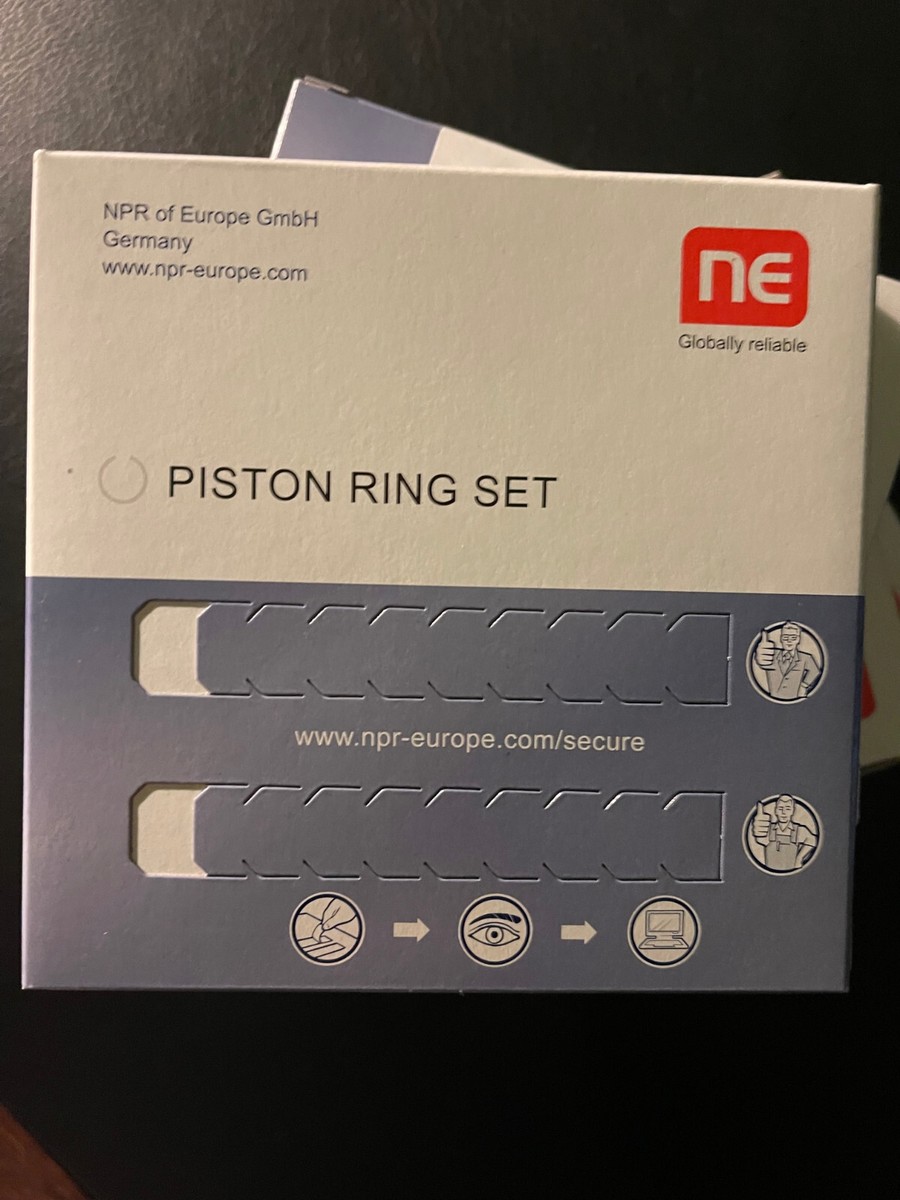 NPR of Europe GmbH
Germany
www.npr-europe.com
NE
Globally reliable
PISTON RING SET
www.npr-europe.com/secure